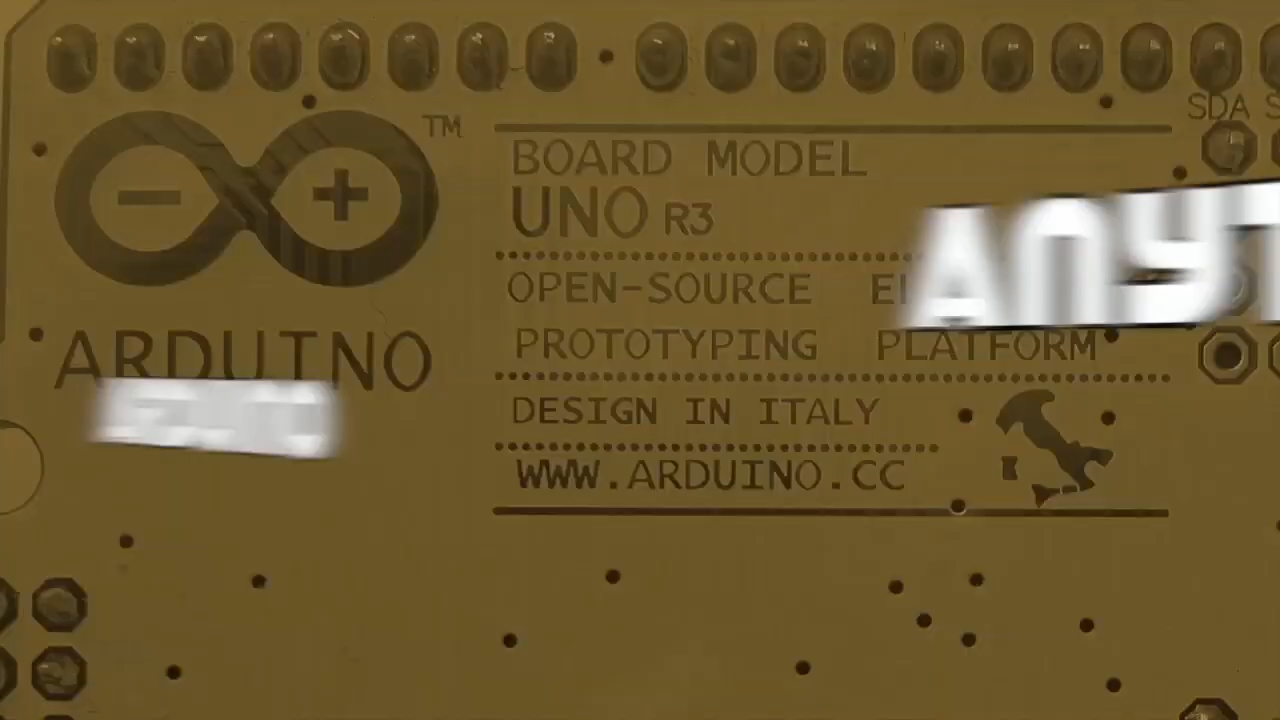 TM
SDA
ARDUINO
BOARD MODEL
UNO R3
OPEN-SOURCE
PROTOTYPING PLATFORM
DESIGN IN ITALY
WWW.ARDUINO.CC